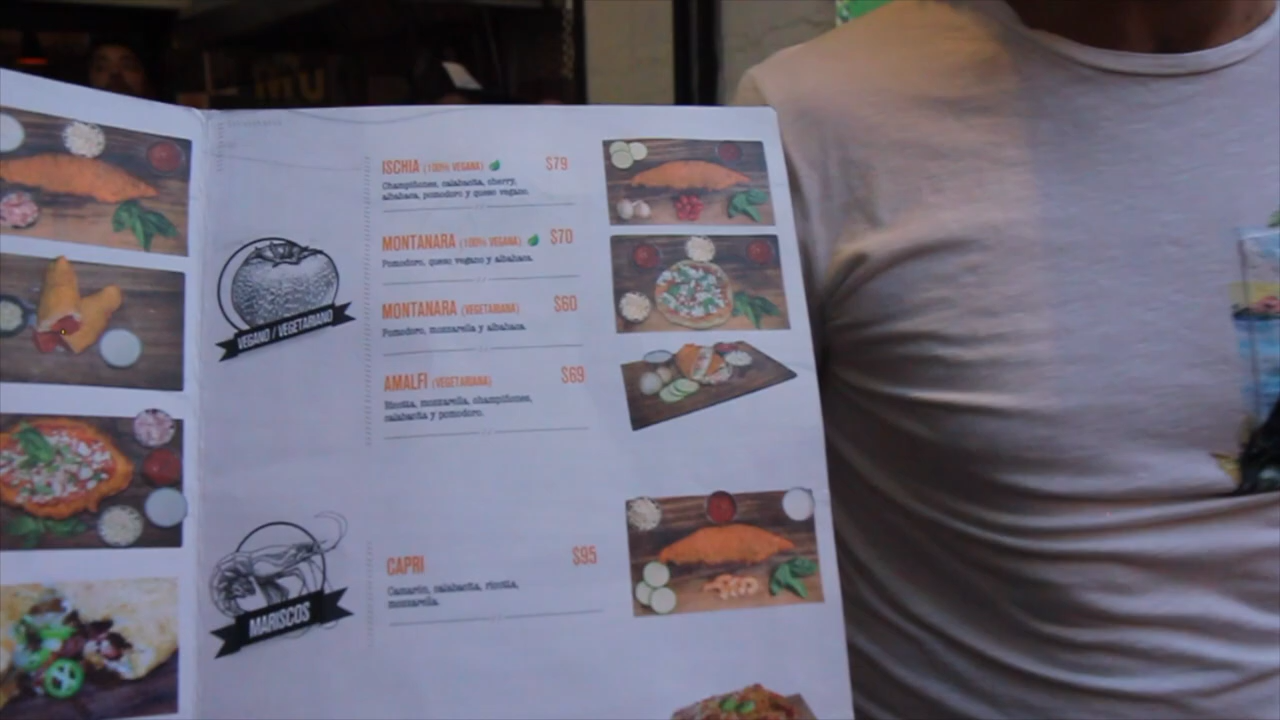 ISCHIA (100% VEGANA) $79
Champiñones, calabacita, cherry,
albahaca, pomodoro y queso vegano.
MONTANARA (100% VEGANA) $70
Pomodoro, queso vegano y albahaca.
VEGANO / VEGETARIANO
MONTANARA (VEGETARIANA) $60
Pomodoro, mozzarella y albahaca.
AMALFI (VEGETARIANA) $69
Ricotta, mozzarella, champiñones,
calabacita y pomodoro.
MARISCOS
CAPRI $95
Camarón, calabacita, ricotta,
mozzarella.